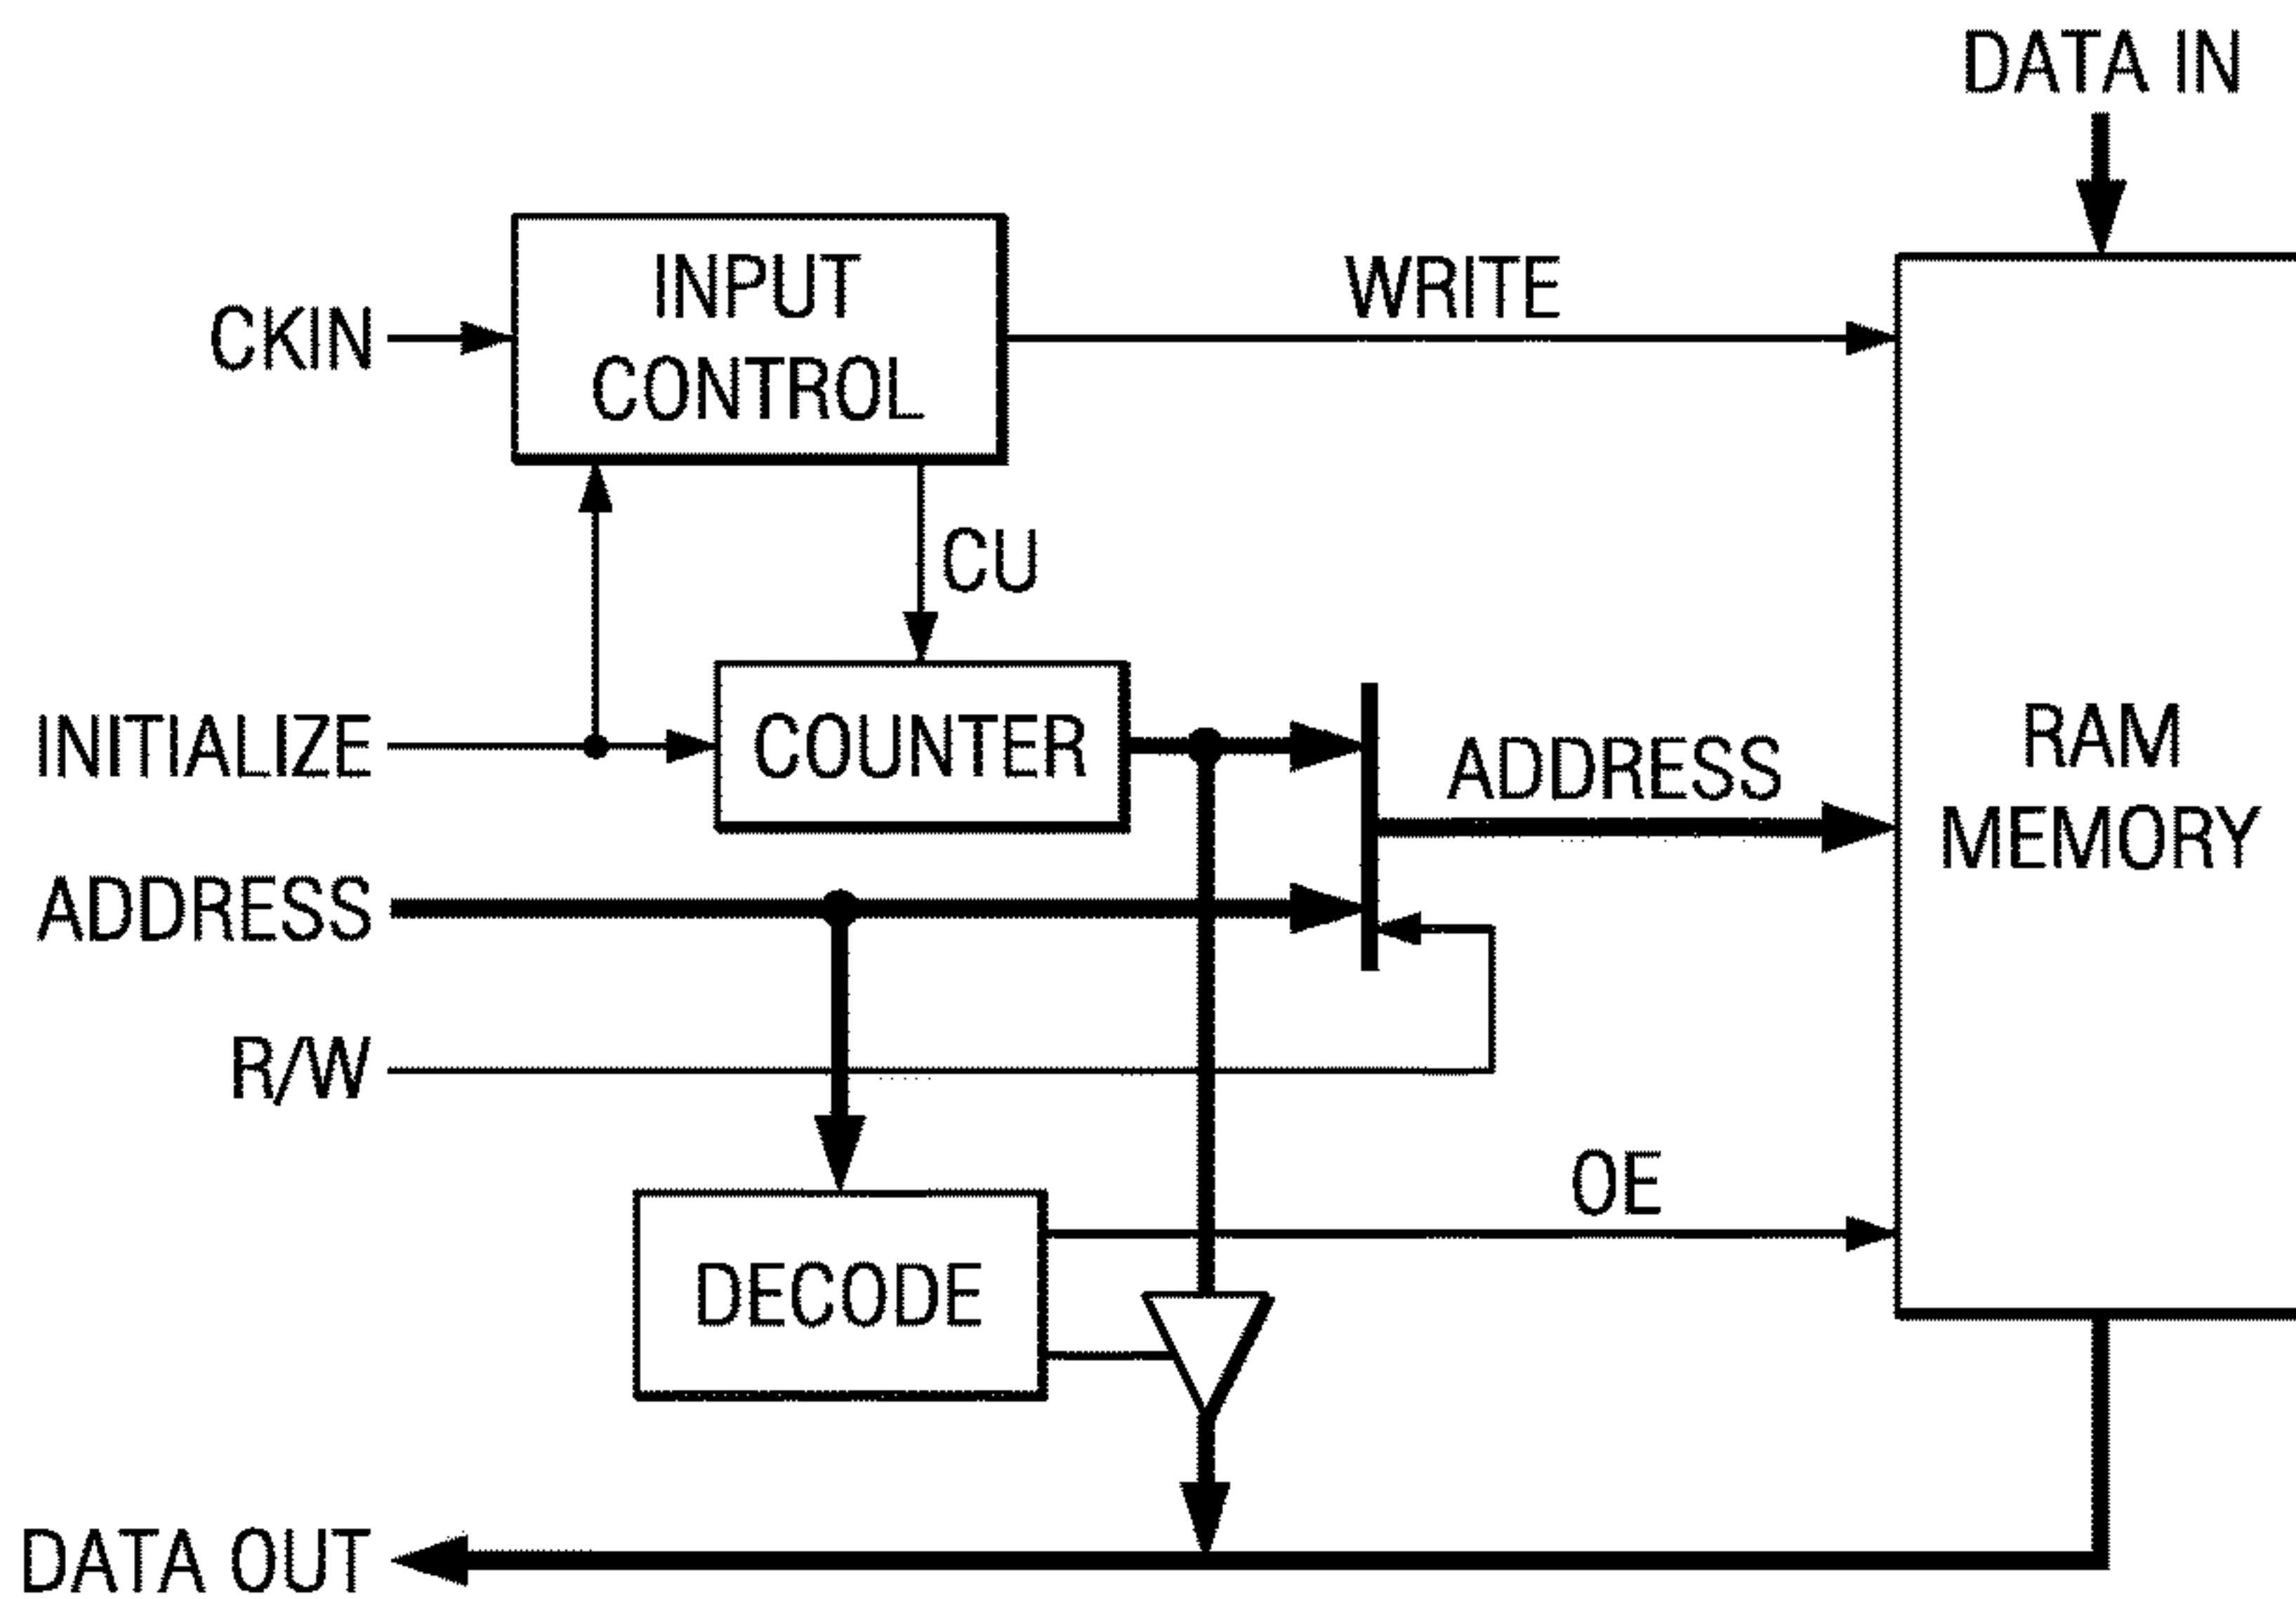 DATA IN
INPUT
CONTROL
WRITE
CKIN
CU
INITIALIZE
COUNTER
ADDRESS
RAM
MEMORY
ADDRESS
R/W
OE
DECODE
DATA OUT